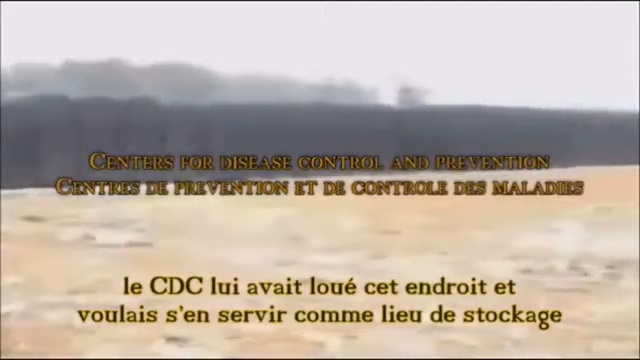 Centers for disease control and prevention
Centres de prevention et de controle des maladies
le CDC lui avait loué cet endroit et
voulais s'en servir comme lieu de stockage